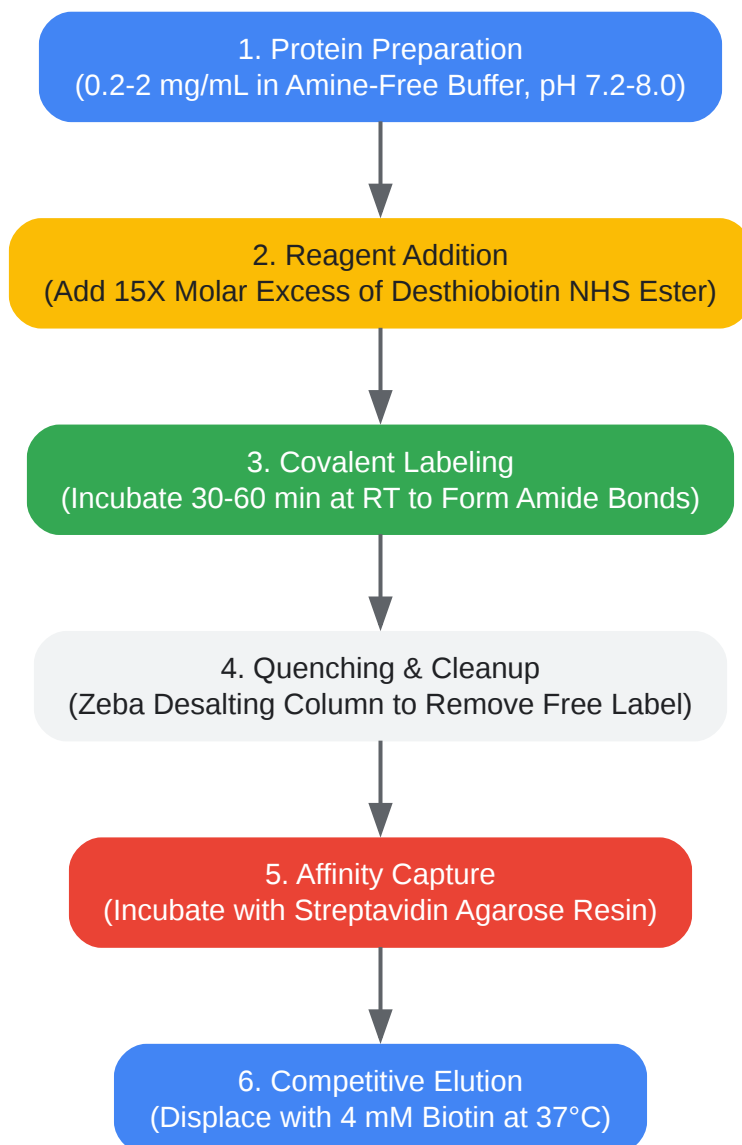 1. Protein Preparation
(0.2-2 mg/mL in Amine-Free Buffer, pH 7.2-8.0)
2. Reagent Addition
(Add 15X Molar Excess of Desthiobiotin NHS Ester)
3. Covalent Labeling
(Incubate 30-60 min at RT to Form Amide Bonds)
4. Quenching & Cleanup
(Zeba Desalting Column to Remove Free Label)
5. Affinity Capture
(Incubate with Streptavidin Agarose Resin)
6. Competitive Elution
(Displace with 4 mM Biotin at 37°C)